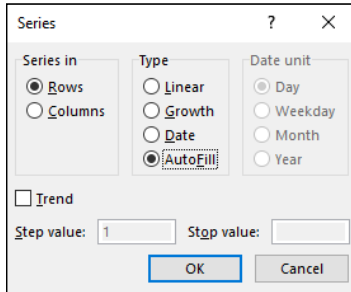 Series ?
Series in
Rows
Columns
Type
Linear
Growth
Date
AutoFill
Date unit
Day
Weekday
Month
Year
Trend
Step value: 1 Stop value:
OK Cancel